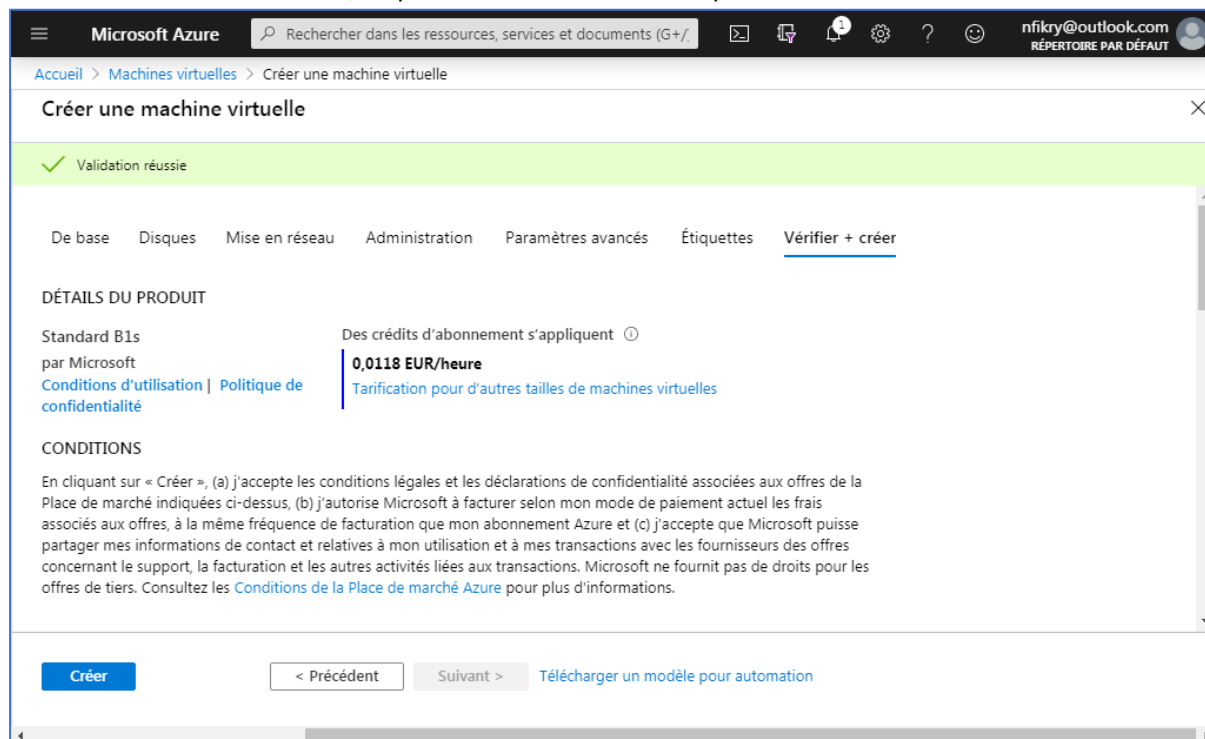 Microsoft Azure
Rechercher dans les ressources, services et documents (G+/
1
nfikry@outlook.com
RÉPERTOIRE PAR DÉFAUT
Accueil > Machines virtuelles > Créer une machine virtuelle
Créer une machine virtuelle
Validation réussie
De base Disques Mise en réseau Administration Paramètres avancés Étiquettes Vérifier + créer
DÉTAILS DU PRODUIT
Standard B1s
par Microsoft
Conditions d'utilisation | Politique de
confidentialité
Des crédits d'abonnement s'appliquent
0,0118 EUR/heure
Tarification pour d'autres tailles de machines virtuelles
CONDITIONS
En cliquant sur « Créer », (a) j'accepte les conditions légales et les déclarations de confidentialité associées aux offres de la
Place de marché indiquées ci-dessus, (b) j'autorise Microsoft à facturer selon mon mode de paiement actuel les frais
associés aux offres, à la même fréquence de facturation que mon abonnement Azure et (c) j'accepte que Microsoft puisse
partager mes informations de contact et relatives à mon utilisation et à mes transactions avec les fournisseurs des offres
concernant le support, la facturation et les autres activités liées aux transactions. Microsoft ne fournit pas de droits pour les
offres de tiers. Consultez les Conditions de la Place de marché Azure pour plus d'informations.
Créer
< Précédent
Suivant >
Télécharger un modèle pour automation